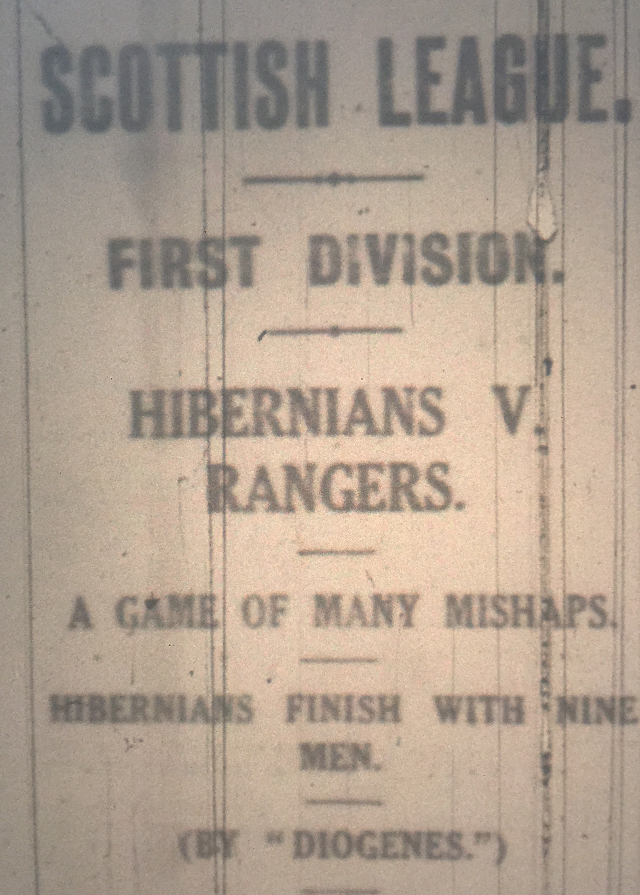 SCOTTISH LEAGUE.
FIRST DIVISION.
HIBERNIANS V.
RANGERS.
A GAME OF MANY MISHAPS.
HIBERNIANS FINISH WITH NINE
MEN.
(BY "DIOGENES.")